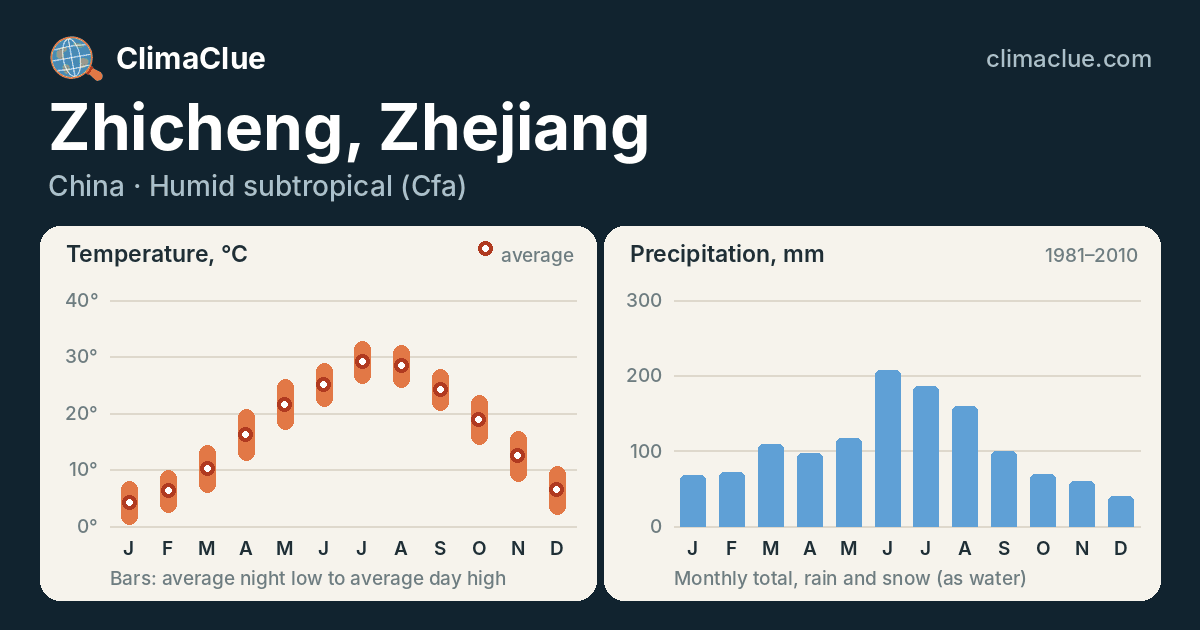 ClimaClue
climaclue.com
Zhicheng, Zhejiang
China · Humid subtropical (Cfa)
Temperature, °C
average
40°
30°
20°
10°
0°
J F M A M J J A S O N D
Bars: average night low to average day high
Precipitation, mm
1981–2010
300
200
100
0
J F M A M J J A S O N D
Monthly total, rain and snow (as water)